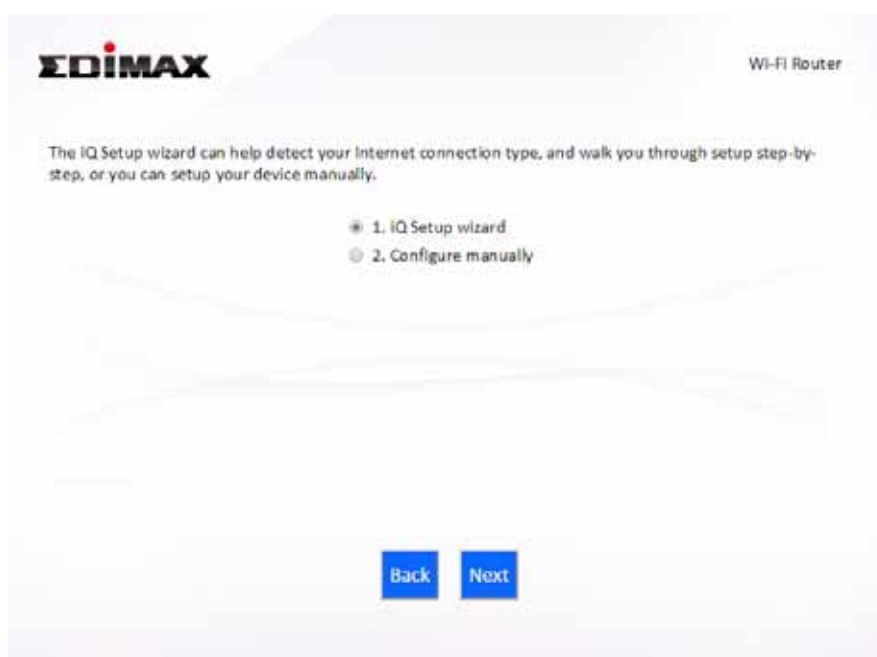 EDIMAX
Wi-Fi Router
The iQ Setup wizard can help detect your Internet connection type, and walk you through setup step-by-
step, or you can setup your device manually.
1. iQ Setup wizard
2. Configure manually
Back Next